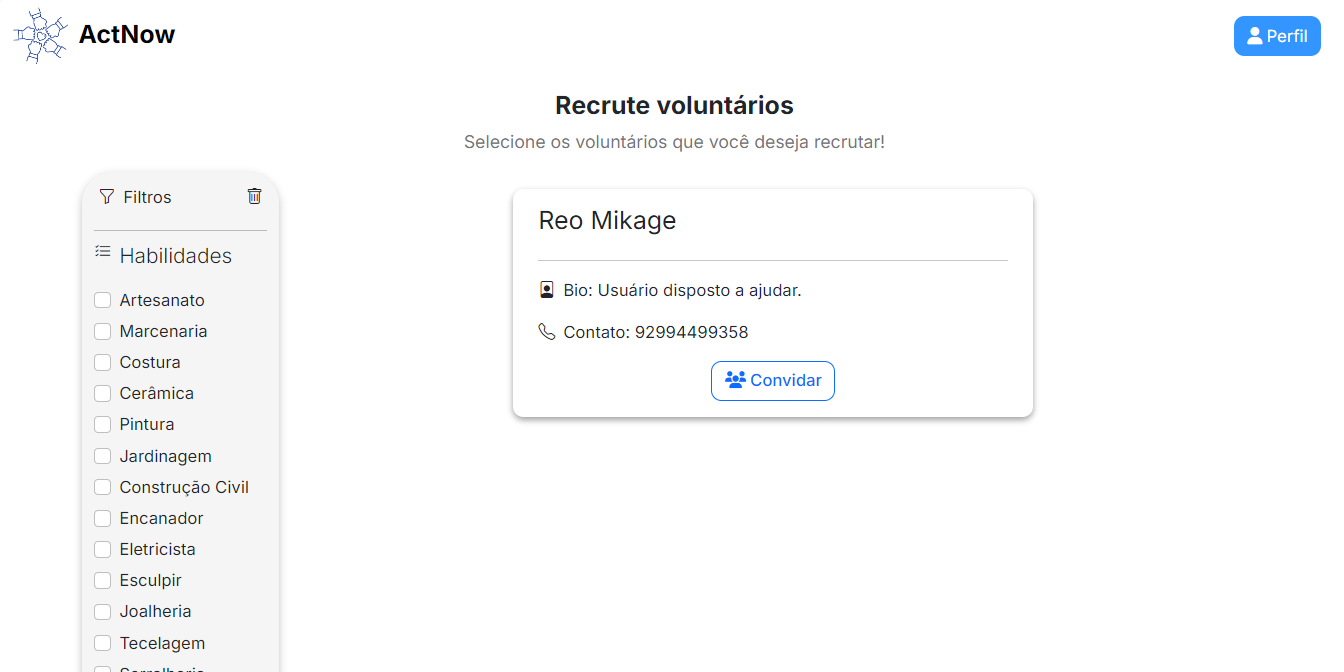 ActNow
Perfil
Recrute voluntários
Selecione os voluntários que você deseja recrutar!
Filtros
Habilidades
Artesanato
Marcenaria
Costura
Cerâmica
Pintura
Jardinagem
Construção Civil
Encanador
Eletricista
Esculpir
Joalheria
Tecelagem
Reo Mikage
Bio: Usuário disposto a ajudar.
Contato: 92994499358
Convidar